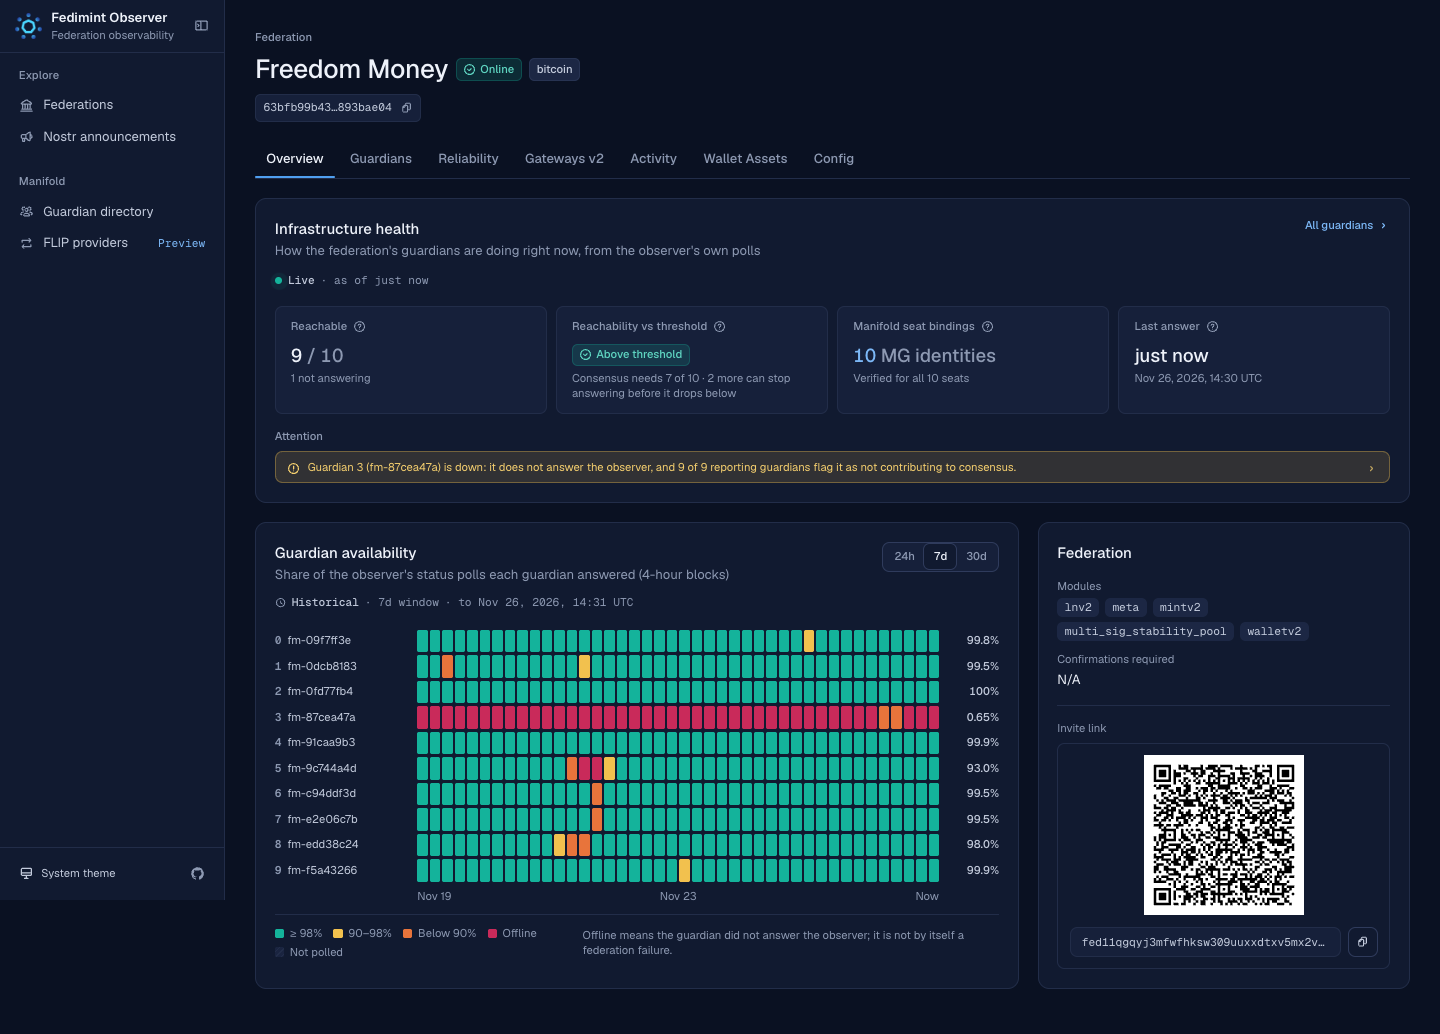 Fedimint Observer
Federation observability
Explore
Federations
Nostr announcements
Manifold
Guardian directory
FLIP providers Preview
System theme
Federation
Freedom Money Online bitcoin
63bfb99b43…893bae04
Overview Guardians Reliability Gateways v2 Activity Wallet Assets Config
Infrastructure health
All guardians ›
How the federation's guardians are doing right now, from the observer's own polls
Live · as of just now
Reachable
9 / 10
1 not answering
Reachability vs threshold
Above threshold
Consensus needs 7 of 10 · 2 more can stop
answering before it drops below
Manifold seat bindings
10 MG identities
Verified for all 10 seats
Last answer
just now
Nov 26, 2026, 14:30 UTC
Attention
Guardian 3 (fm-87cea47a) is down: it does not answer the observer, and 9 of 9 reporting guardians flag it as not contributing to consensus.
Guardian availability
24h 7d 30d
Share of the observer's status polls each guardian answered (4-hour blocks)
Historical · 7d window · to Nov 26, 2026, 14:31 UTC
0 fm-09f7ff3e 99.8%
1 fm-0dcb8183 99.5%
2 fm-0fd77fb4 100%
3 fm-87cea47a 0.65%
4 fm-91caa9b3 99.9%
5 fm-9c744a4d 93.0%
6 fm-c94ddf3d 99.5%
7 fm-e2e06c7b 99.5%
8 fm-edd38c24 98.0%
9 fm-f5a43266 99.9%
Nov 19 Nov 23 Now
≥ 98% 90–98% Below 90% Offline
Not polled
Offline means the guardian did not answer the observer; it is not by itself a
federation failure.
Federation
Modules
lnv2 meta mintv2
multi_sig_stability_pool walletv2
Confirmations required
N/A
Invite link
fed11qgqyj3mfwfhksw309uuxxdtxv5mx2v…